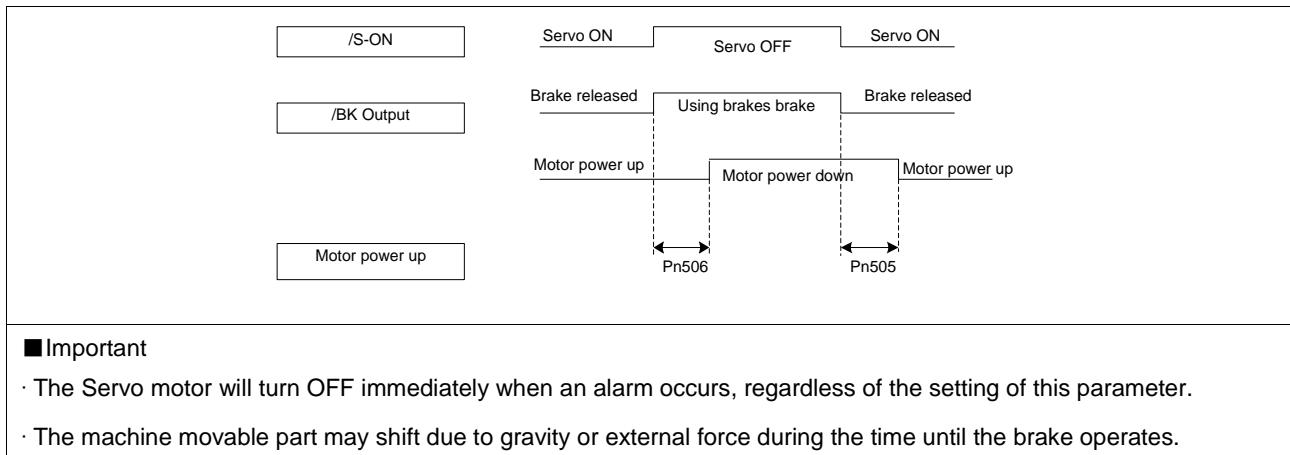 /S-ON
Servo ON
Servo OFF
Servo ON
/BK Output
Brake released
Using brakes brake
Brake released
Motor power up
Motor power down
Motor power up
Motor power up
Pn506
Pn505
■Important
· The Servo motor will turn OFF immediately when an alarm occurs, regardless of the setting of this parameter.
· The machine movable part may shift due to gravity or external force during the time until the brake operates.